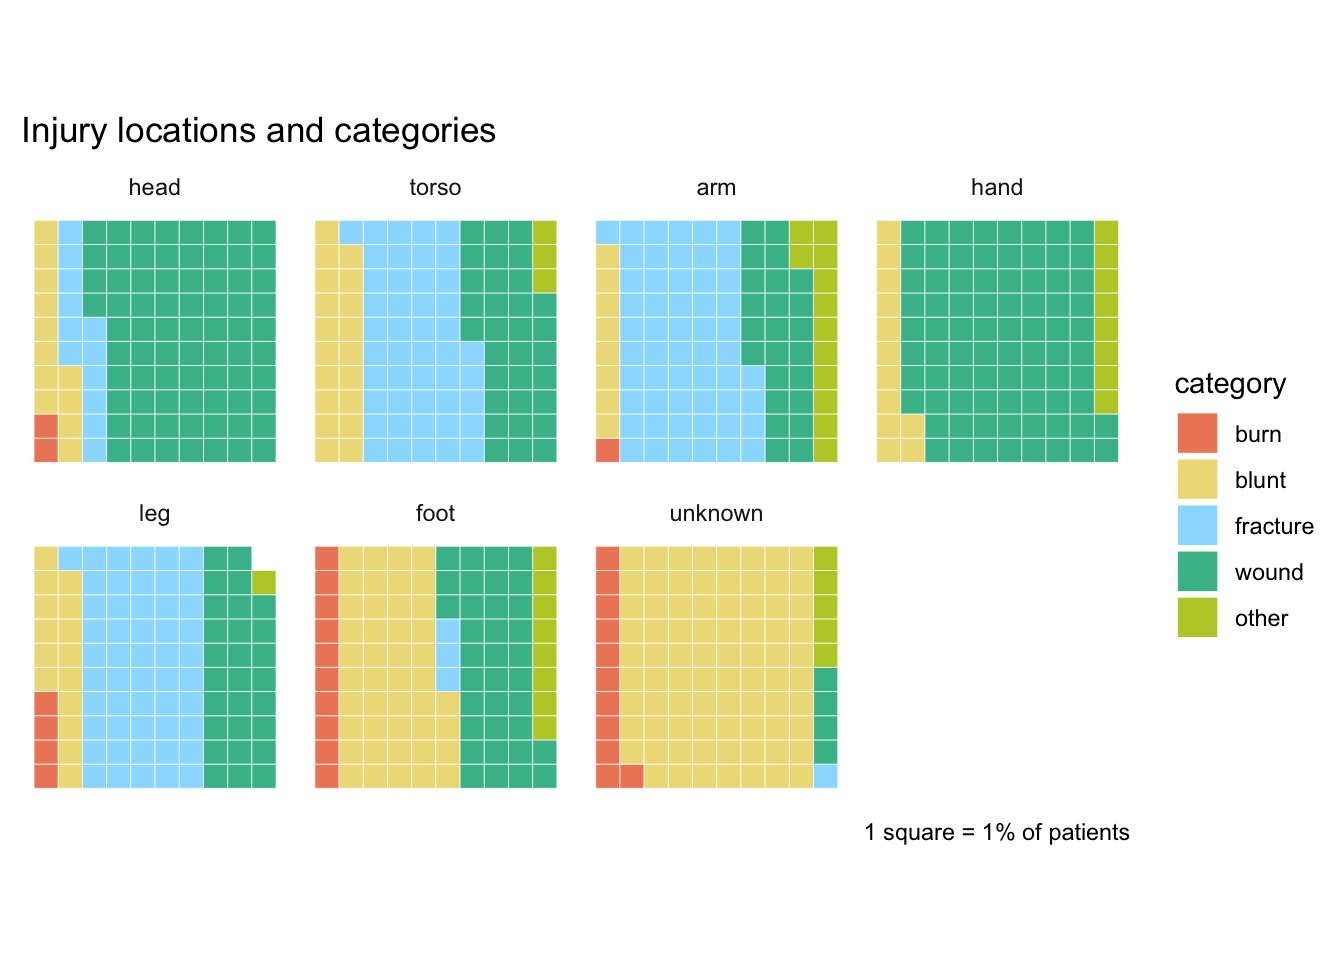 Injury locations and categories
head
torso
arm
hand
leg
foot
unknown
category
burn
blunt
fracture
wound
other
1 square = 1% of patients